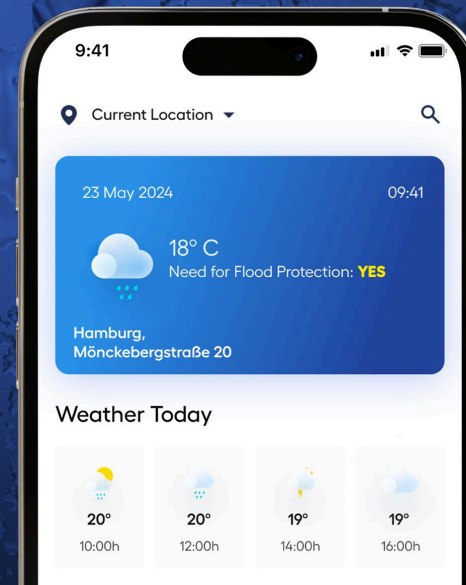 9:41
Current Location
23 May 2024 09:41
18° C
Need for Flood Protection: YES
Hamburg,
Mönckebergstraße 20
Weather Today
20° 20° 19° 19°
10:00h 12:00h 14:00h 16:00h